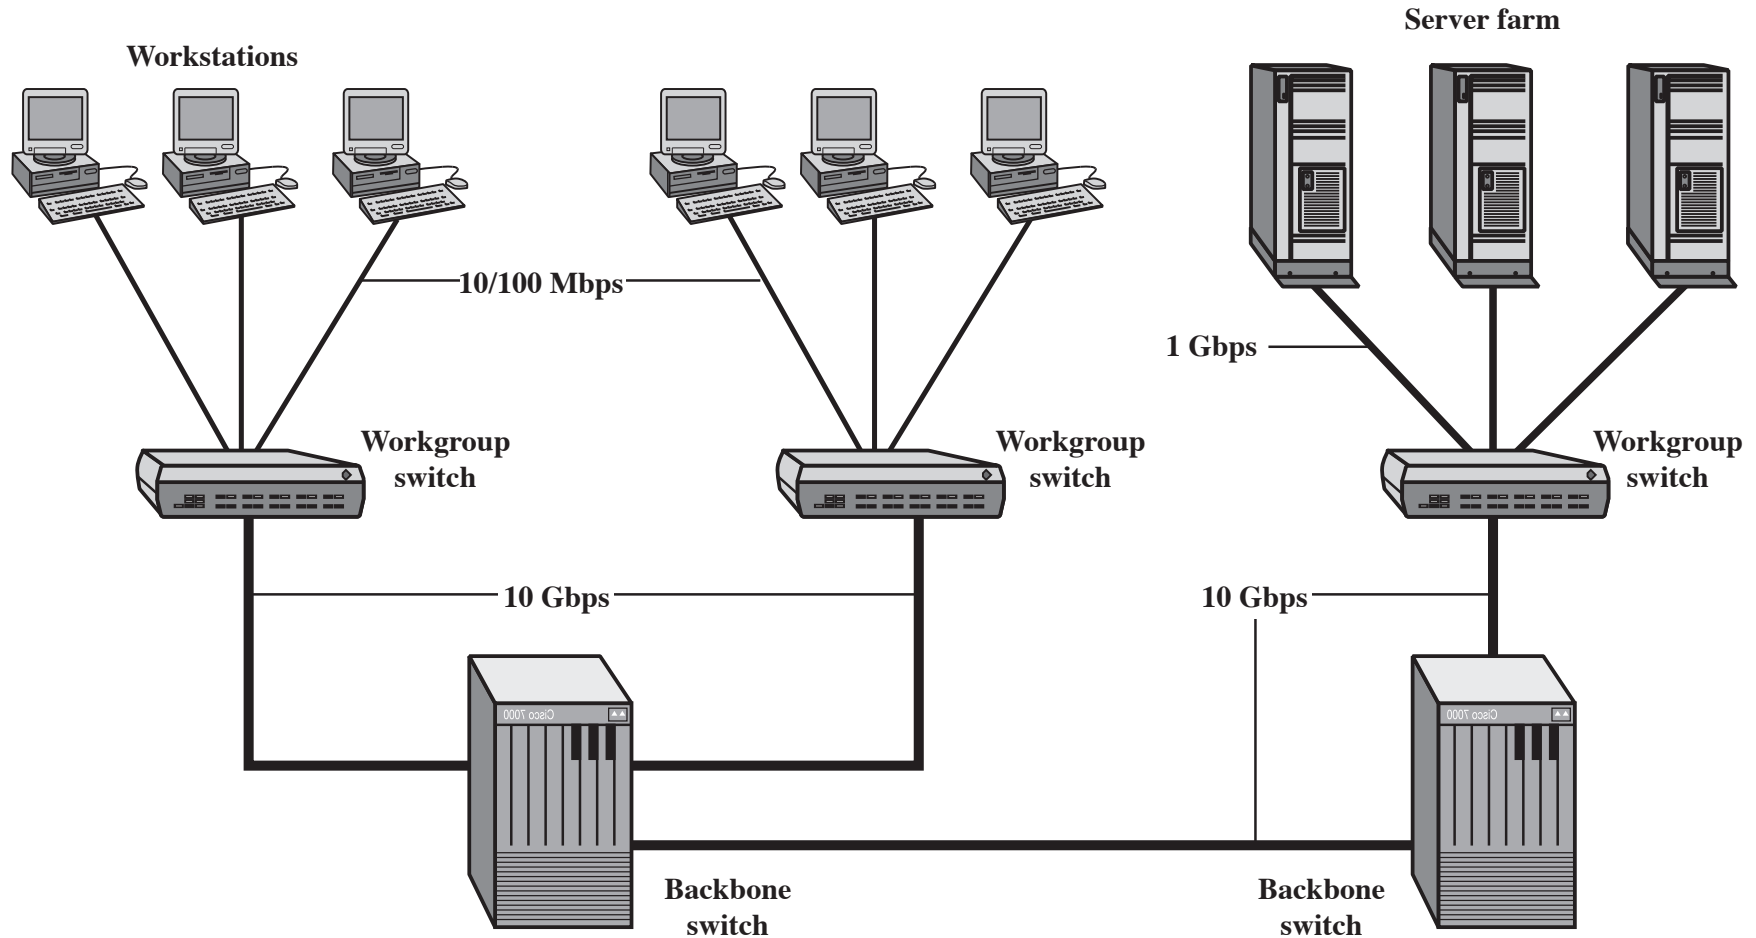 Server farm
Workstations
10/100 Mbps
1 Gbps
Workgroup
switch
Workgroup
switch
Workgroup
switch
10 Gbps
10 Gbps
Cisco 7000
Cisco 7000
Backbone
switch
Backbone
switch